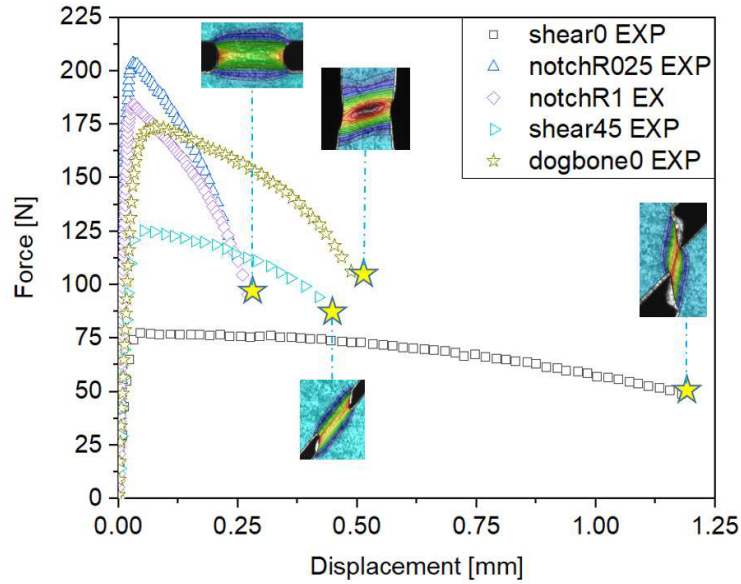 225
200
175
150
125
100
75
50
25
0
Force [N]
shear0 EXP
notchR025 EXP
notchR1 EX
shear45 EXP
dogbone0 EXP
0.00 0.25 0.50 0.75 1.00 1.25
Displacement [mm]